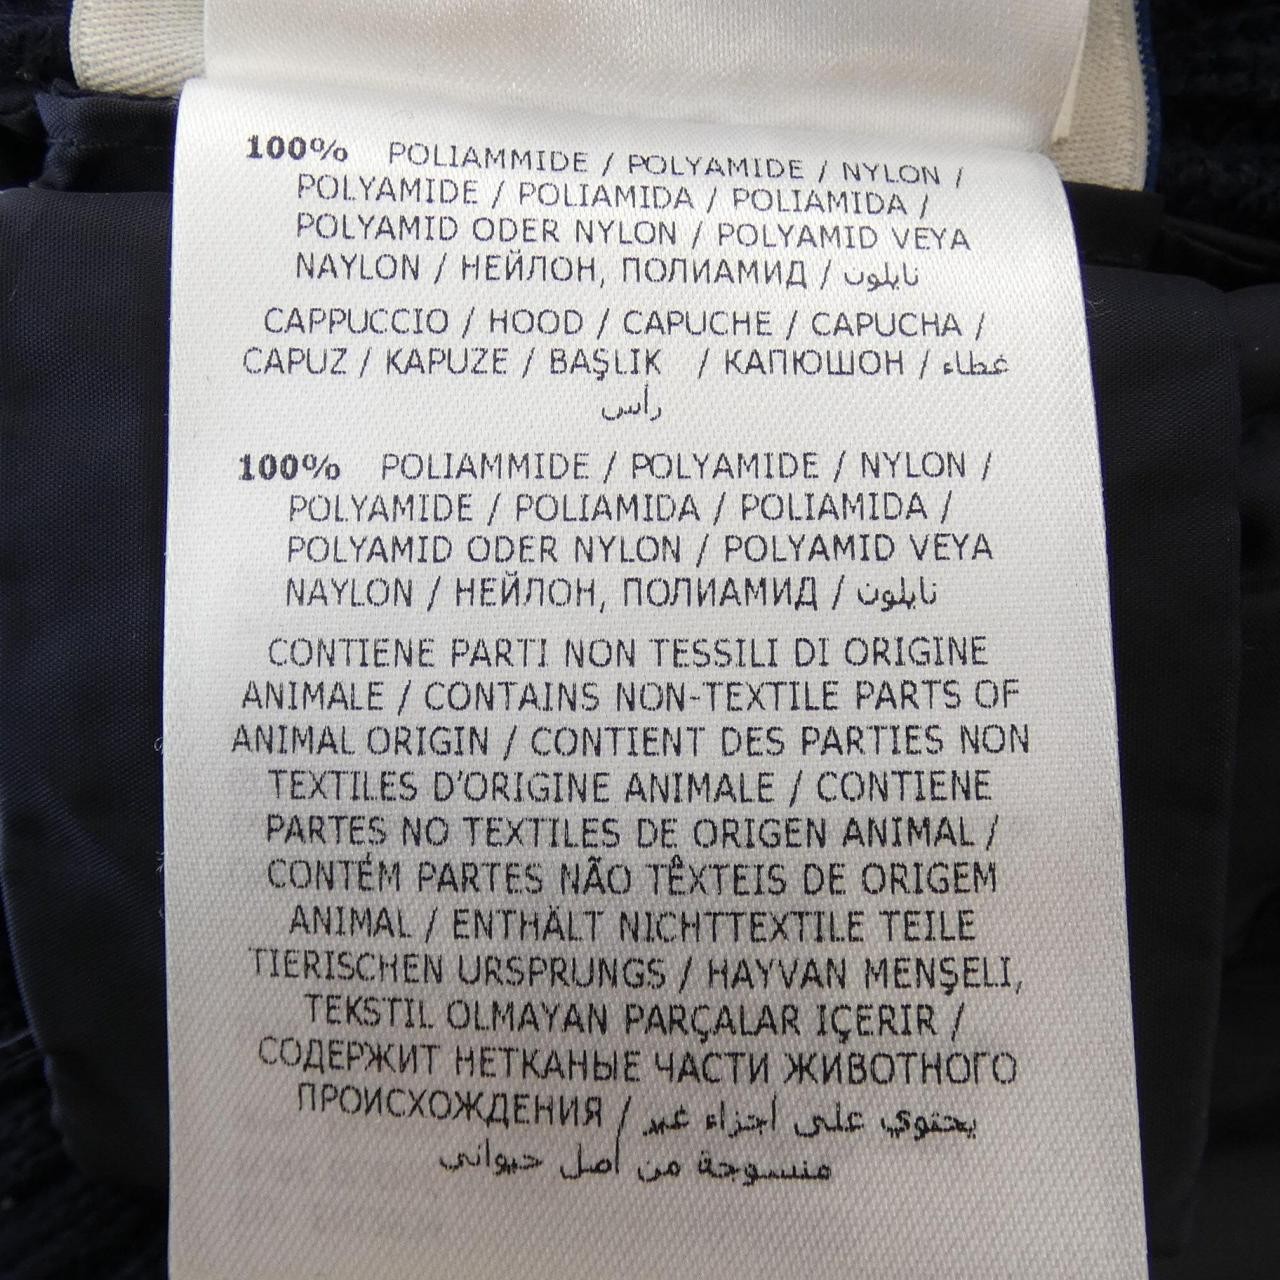 100% POLIAMMIDE / POLYAMIDE / NYLON /
POLYAMIDE / POLIAMIDA / POLIAMIDA /
POLYAMID ODER NYLON / POLYAMID VEYA
NAYLON / НЕЙЛОН, ПОЛИАМИД / نايلون
CAPPUCCIO / HOOD / CAPUCHE / CAPUCHA /
CAPUZ / KAPUZE / BAŞLIK / КАПЮШОН / غطاء
رأس
100% POLIAMMIDE / POLYAMIDE / NYLON /
POLYAMIDE / POLIAMIDA / POLIAMIDA /
POLYAMID ODER NYLON / POLYAMID VEYA
NAYLON / НЕЙЛОН, ПОЛИАМИД / نايلون
CONTIENE PARTI NON TESSILI DI ORIGINE
ANIMALE / CONTAINS NON-TEXTILE PARTS OF
ANIMAL ORIGIN / CONTIENT DES PARTIES NON
TEXTILES D'ORIGINE ANIMALE / CONTIENE
PARTES NO TEXTILES DE ORIGEN ANIMAL /
CONTÉM PARTES NÃO TÊXTEIS DE ORIGEM
ANIMAL / ENTHÄLT NICHTTEXTILE TEILE
TIERISCHEN URSPRUNGS / HAYVAN MENŞELI,
TEKSTIL OLMAYAN PARÇALAR IÇERIR /
СОДЕРЖИТ НЕТКАНЫЕ ЧАСТИ ЖИВОТНОГО
ПРОИСХОЖДЕНИЯ / يحتوي على أجزاء غير
منسوجة من أصل حيواني